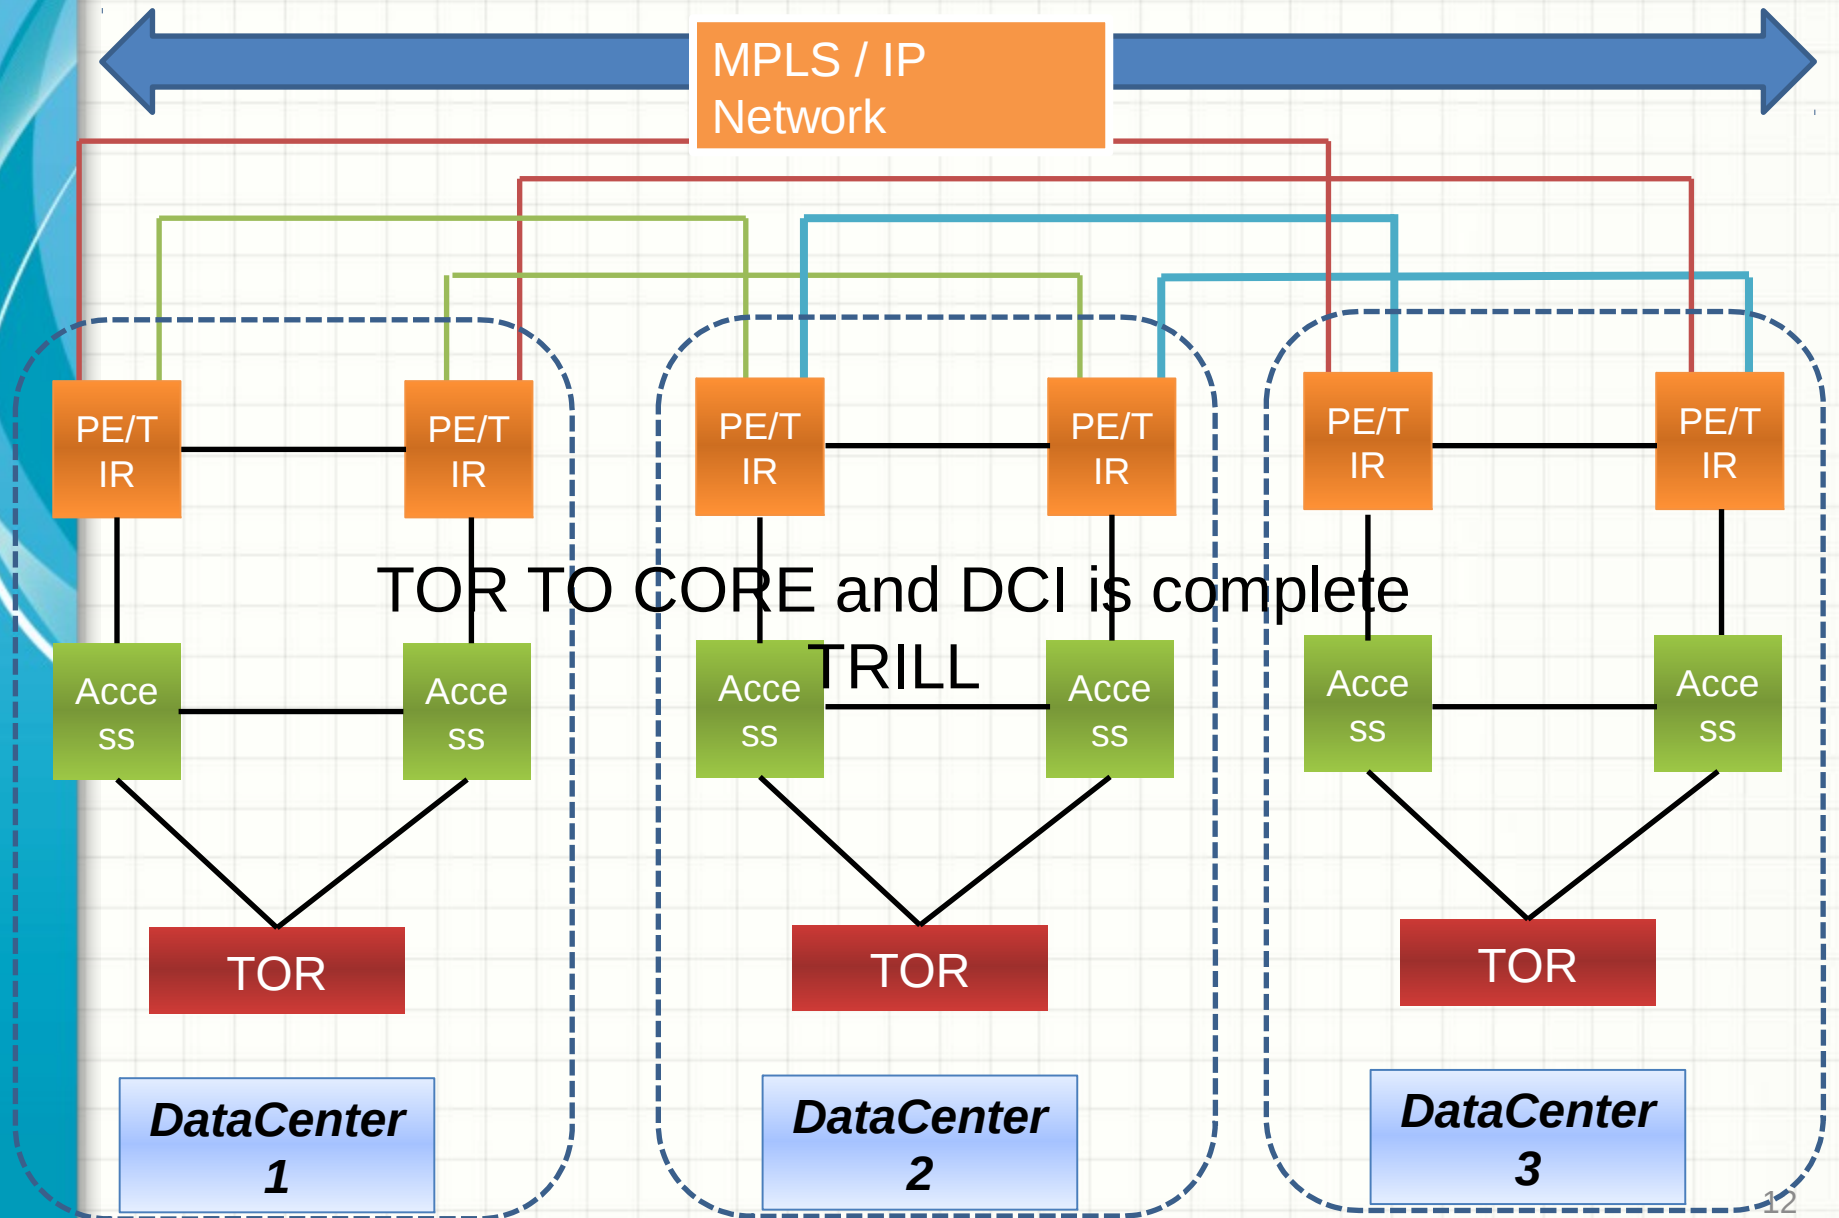 MPLS / IP
Network
PE/T
IR
PE/T
IR
PE/T
IR
PE/T
IR
PE/T
IR
PE/T
IR
TOR TO CORE and DCI is complete
TRILL
Acce
ss
Acce
ss
Acce
ss
Acce
ss
Acce
ss
Acce
ss
TOR
TOR
TOR
DataCenter
1
DataCenter
2
DataCenter
3
12